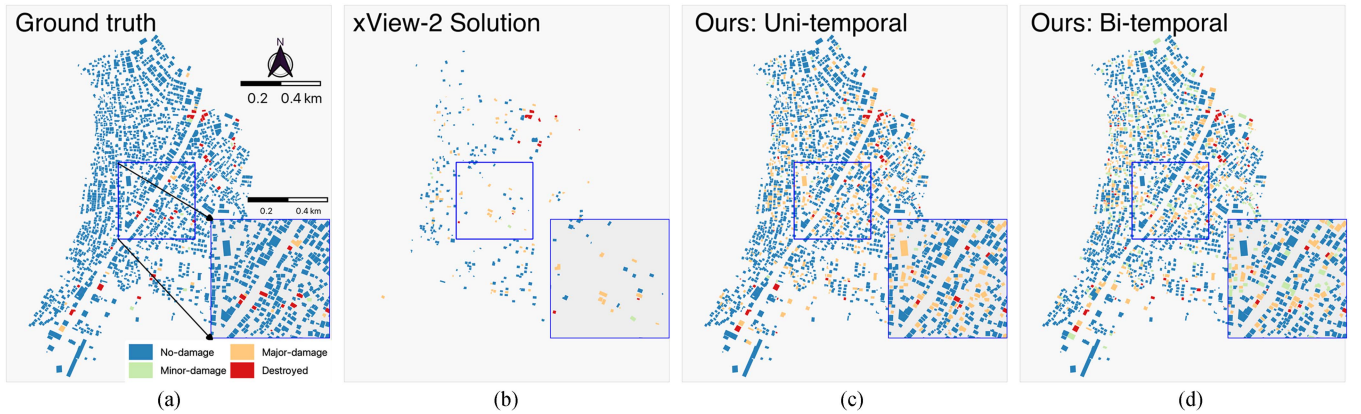 Ground truth
xView-2 Solution
Ours: Uni-temporal
Ours: Bi-temporal
N
0.2 0.4 km
0.2 0.4 km
No-damage
Major-damage
Minor-damage
Destroyed
(a)
(b)
(c)
(d)